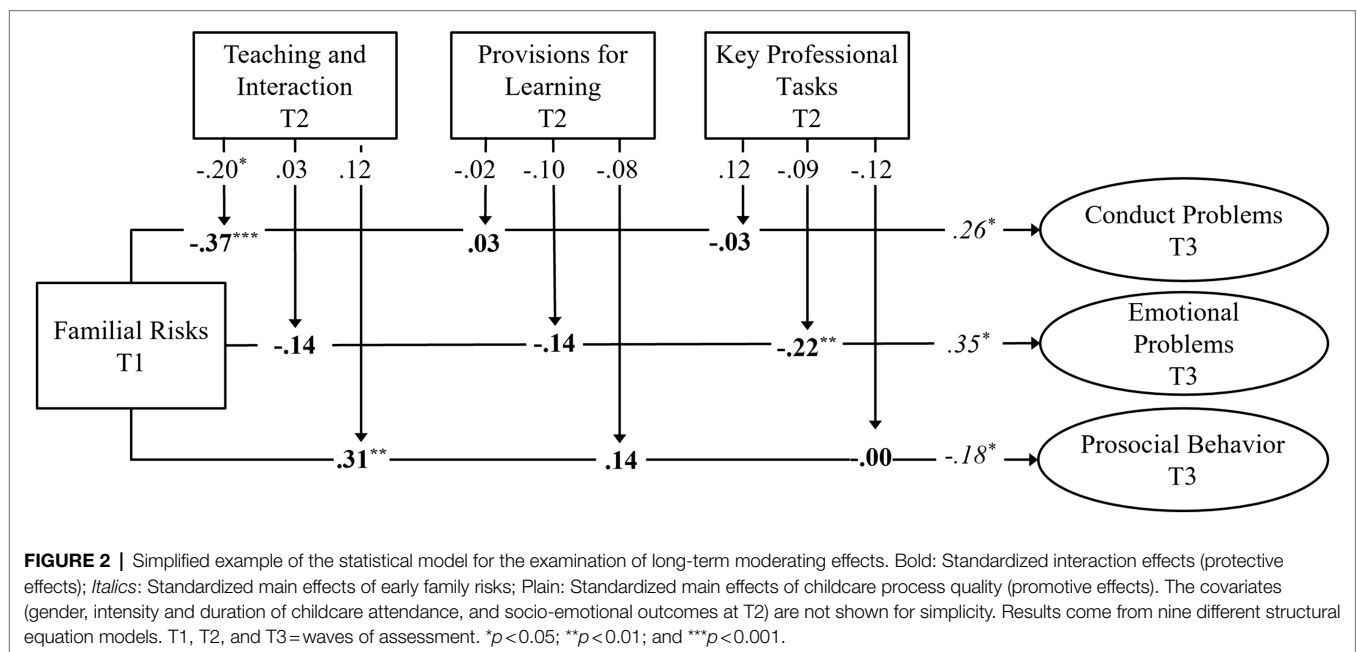 Teaching and
Interaction
T2
Provisions for
Learning
T2
Key Professional
Tasks
T2
-.20*
.03
.12
-.02
-.10
-.08
.12
-.09
-.12
-.37***
.03
-.03
.26*
Conduct Problems
T3
Familial Risks
T1
-.14
-.14
-.22**
.35*
Emotional
Problems
T3
.31**
.14
-.00
-.18*
Prosocial Behavior
T3
FIGURE 2 | Simplified example of the statistical model for the examination of long-term moderating effects. Bold: Standardized interaction effects (protective
effects); Italics: Standardized main effects of early family risks; Plain: Standardized main effects of childcare process quality (promotive effects). The covariates
(gender, intensity and duration of childcare attendance, and socio-emotional outcomes at T2) are not shown for simplicity. Results come from nine different structural
equation models. T1, T2, and T3 = waves of assessment. *p < 0.05; **p < 0.01; and ***p < 0.001.